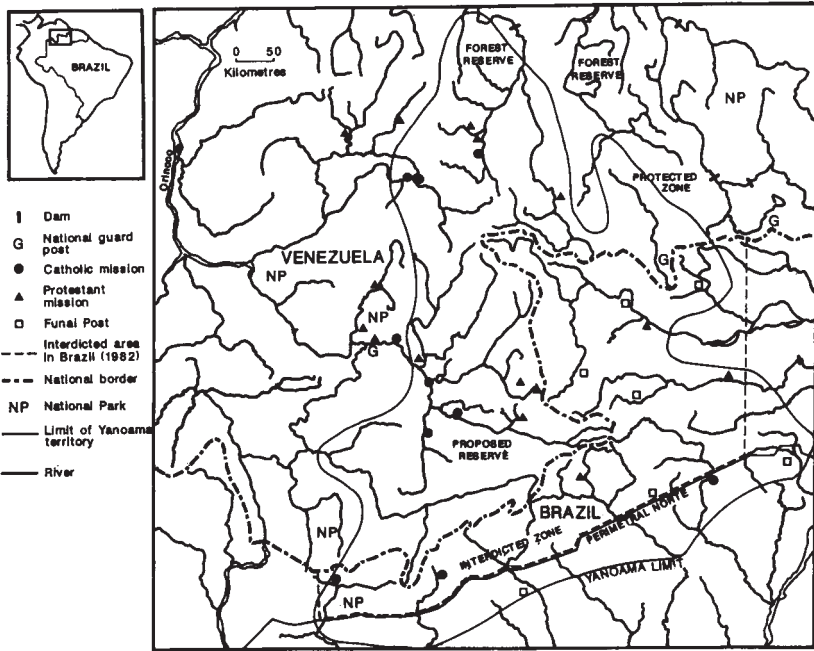 BRAZIL
Dam
G National guard
post
Catholic mission
Protestant
mission
Funai Post
Interdicted area
in Brazil (1982)
National border
NP National Park
Limit of Yanoama
territory
River
0 50
Kilometres
FOREST
RESERVE
FOREST
RESERVE
NP
Orinoco
PROTECTED
ZONE
G
VENEZUELA
G
NP
NP
G
PROPOSED
RESERVE
BRAZIL
PERIMETRAL NORTE
NP
INTERDICTED ZONE
YANOAMA LIMIT
NP